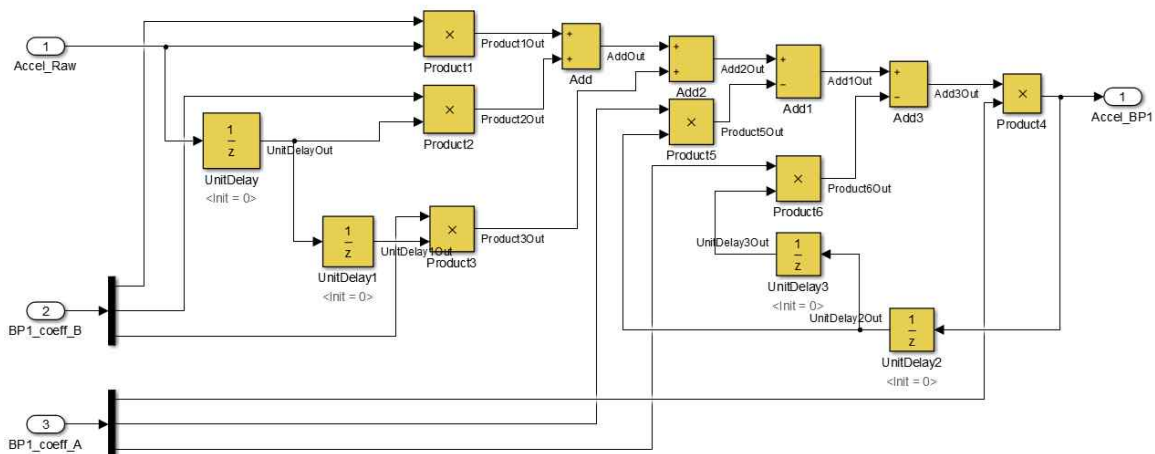 1
Accel_Raw
×
Product1
Product1Out
+
+
Add
AddOut
+
+
Add2
Add2Out
+
−
Add1
Add1Out
+
−
Add3
Add3Out
×
Product4
1
Accel_BP1
×
Product2
Product2Out
1
z
UnitDelay
<Init = 0>
UnitDelayOut
×
Product5
Product5Out
×
Product6
Product6Out
1
z
UnitDelay1
<Init = 0>
UnitDelay1Out
×
Product3
Product3Out
UnitDelay3Out
1
z
UnitDelay3
<Init = 0>
2
BP1_coeff_B
UnitDelay2Out
1
z
UnitDelay2
<Init = 0>
3
BP1_coeff_A